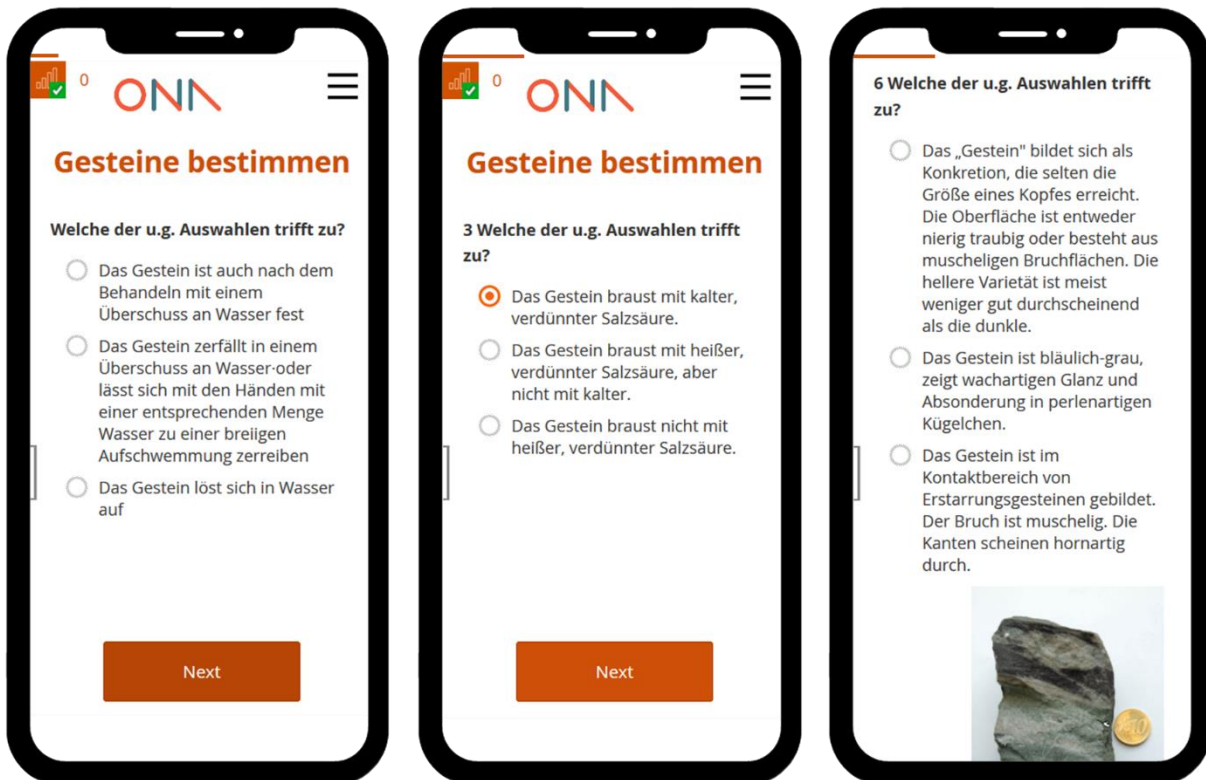 0
ONA
Gesteine bestimmen
Welche der u.g. Auswahlen trifft zu?
Das Gestein ist auch nach dem
Behandeln mit einem
Überschuss an Wasser fest
Das Gestein zerfällt in einem
Überschuss an Wasser·oder
lässt sich mit den Händen mit
einer entsprechenden Menge
Wasser zu einer breiigen
Aufschwemmung zerreiben
Das Gestein löst sich in Wasser
auf
Next
0
ONA
Gesteine bestimmen
3 Welche der u.g. Auswahlen trifft
zu?
Das Gestein braust mit kalter,
verdünnter Salzsäure.
Das Gestein braust mit heißer,
verdünnter Salzsäure, aber
nicht mit kalter.
Das Gestein braust nicht mit
heißer, verdünnter Salzsäure.
Next
6 Welche der u.g. Auswahlen trifft
zu?
Das „Gestein" bildet sich als
Konkretion, die selten die
Größe eines Kopfes erreicht.
Die Oberfläche ist entweder
nierig traubig oder besteht aus
muscheligen Bruchflächen. Die
hellere Varietät ist meist
weniger gut durchscheinend
als die dunkle.
Das Gestein ist bläulich-grau,
zeigt wachartigen Glanz und
Absonderung in perlenartigen
Kügelchen.
Das Gestein ist im
Kontaktbereich von
Erstarrungsgesteinen gebildet.
Der Bruch ist muschelig. Die
Kanten scheinen hornartig
durch.